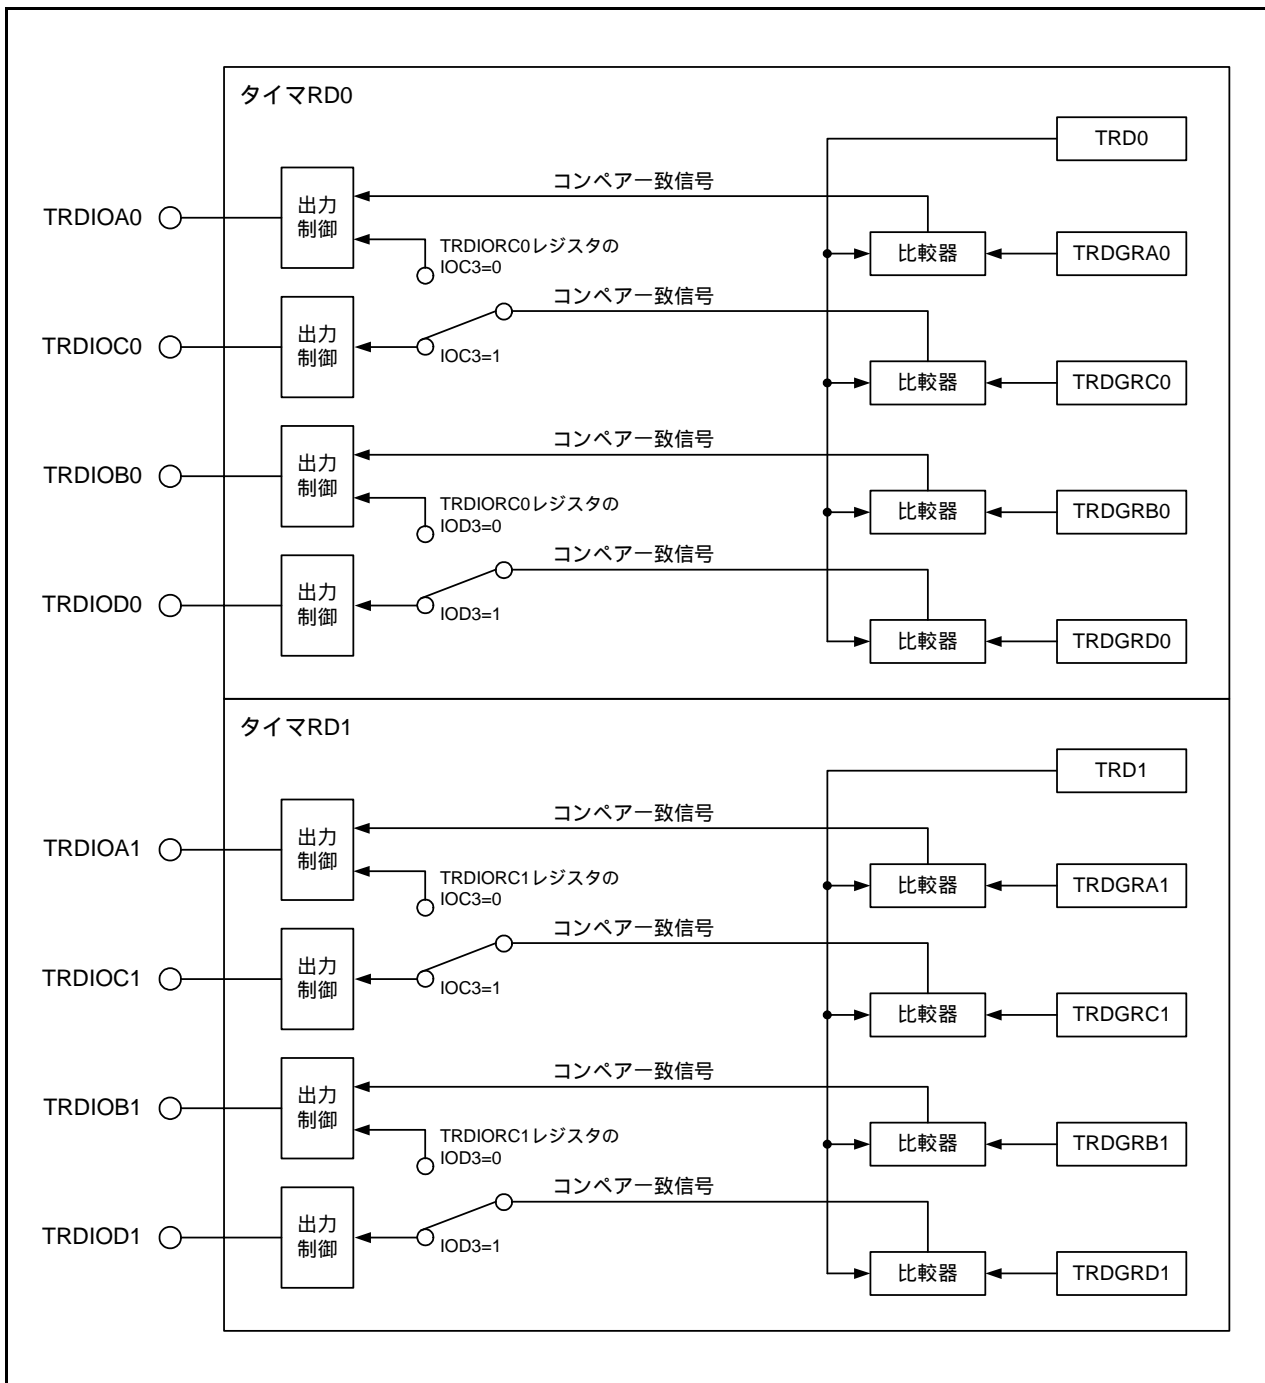 タイマRD0
TRD0
コンペア一致信号
TRDIOA0
出力
制御
TRDIORC0レジスタの
IOC3=0
比較器
TRDGRA0
コンペア一致信号
TRDIOC0
出力
制御
IOC3=1
比較器
TRDGRC0
コンペア一致信号
TRDIOB0
出力
制御
TRDIORC0レジスタの
IOD3=0
比較器
TRDGRB0
コンペア一致信号
TRDIOD0
出力
制御
IOD3=1
比較器
TRDGRD0
タイマRD1
TRD1
コンペア一致信号
TRDIOA1
出力
制御
TRDIORC1レジスタの
IOC3=0
比較器
TRDGRA1
コンペア一致信号
TRDIOC1
出力
制御
IOC3=1
比較器
TRDGRC1
コンペア一致信号
TRDIOB1
出力
制御
TRDIORC1レジスタの
IOD3=0
比較器
TRDGRB1
コンペア一致信号
TRDIOD1
出力
制御
IOD3=1
比較器
TRDGRD1